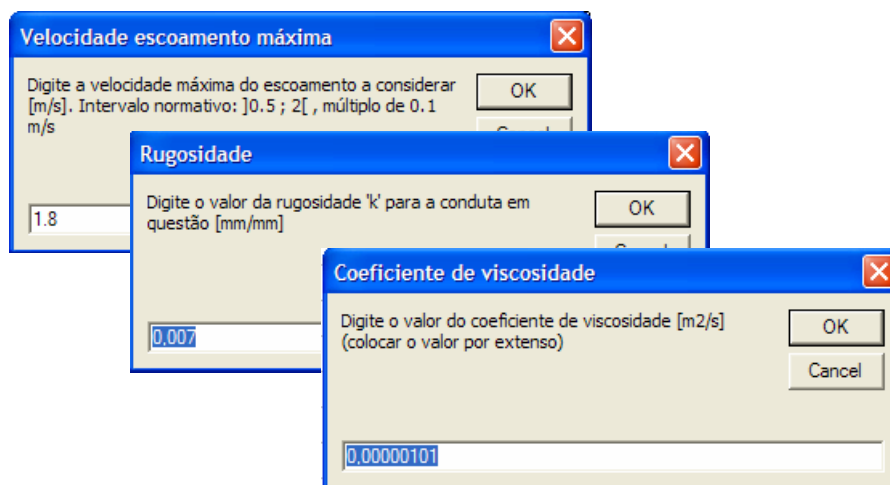 Velocidade escoamento máxima
Digite a velocidade máxima do escoamento a considerar
[m/s]. Intervalo normativo: ]0.5 ; 2[ , múltiplo de 0.1
m/s
OK
1.8
Rugosidade
Digite o valor da rugosidade 'k' para a conduta em
questão [mm/mm]
OK
0,007
Coeficiente de viscosidade
Digite o valor do coeficiente de viscosidade [m2/s]
(colocar o valor por extenso)
OK
Cancel
0,00000101